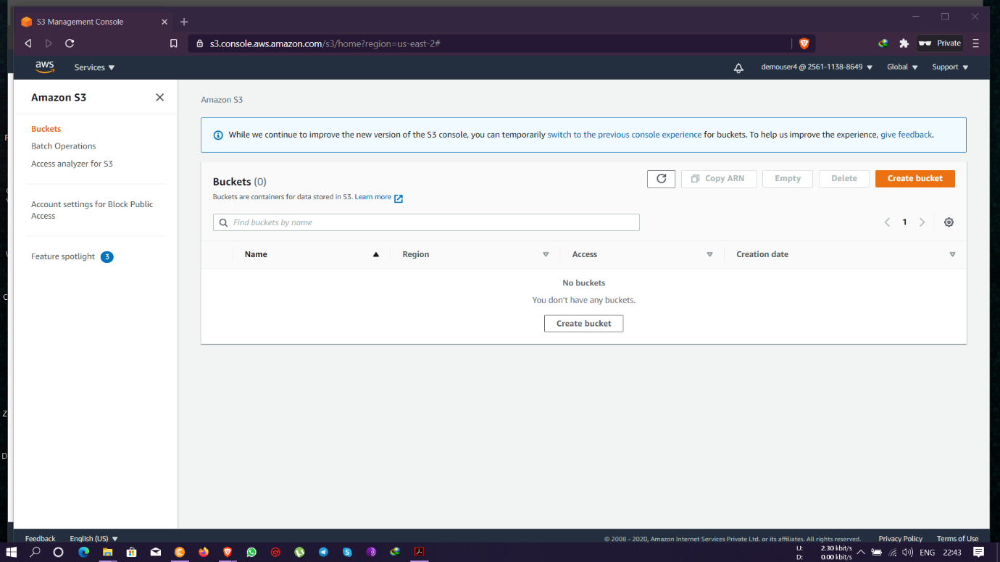 S3 Management Console
s3.console.aws.amazon.com/s3/home?region=us-east-2#
Private
aws
Services
demouser4 @ 2561-1138-8649
Global
Support
Amazon S3
Buckets
Batch Operations
Access analyzer for S3
Account settings for Block Public
Access
Feature spotlight 3
Amazon S3
While we continue to improve the new version of the S3 console, you can temporarily switch to the previous console experience for buckets. To help us improve the experience, give feedback.
Buckets (0)
Copy ARN
Empty
Delete
Create bucket
Buckets are containers for data stored in S3. Learn more
Find buckets by name
1
Name
Region
Access
Creation date
No buckets
You don't have any buckets.
Create bucket
Feedback
English (US)
© 2008 - 2020, Amazon Internet Services Private Ltd. or its affiliates. All rights reserved.
Privacy Policy
Terms of Use
U: 2.30 kbit/s
D: 0.00 kbit/s
ENG
22:43